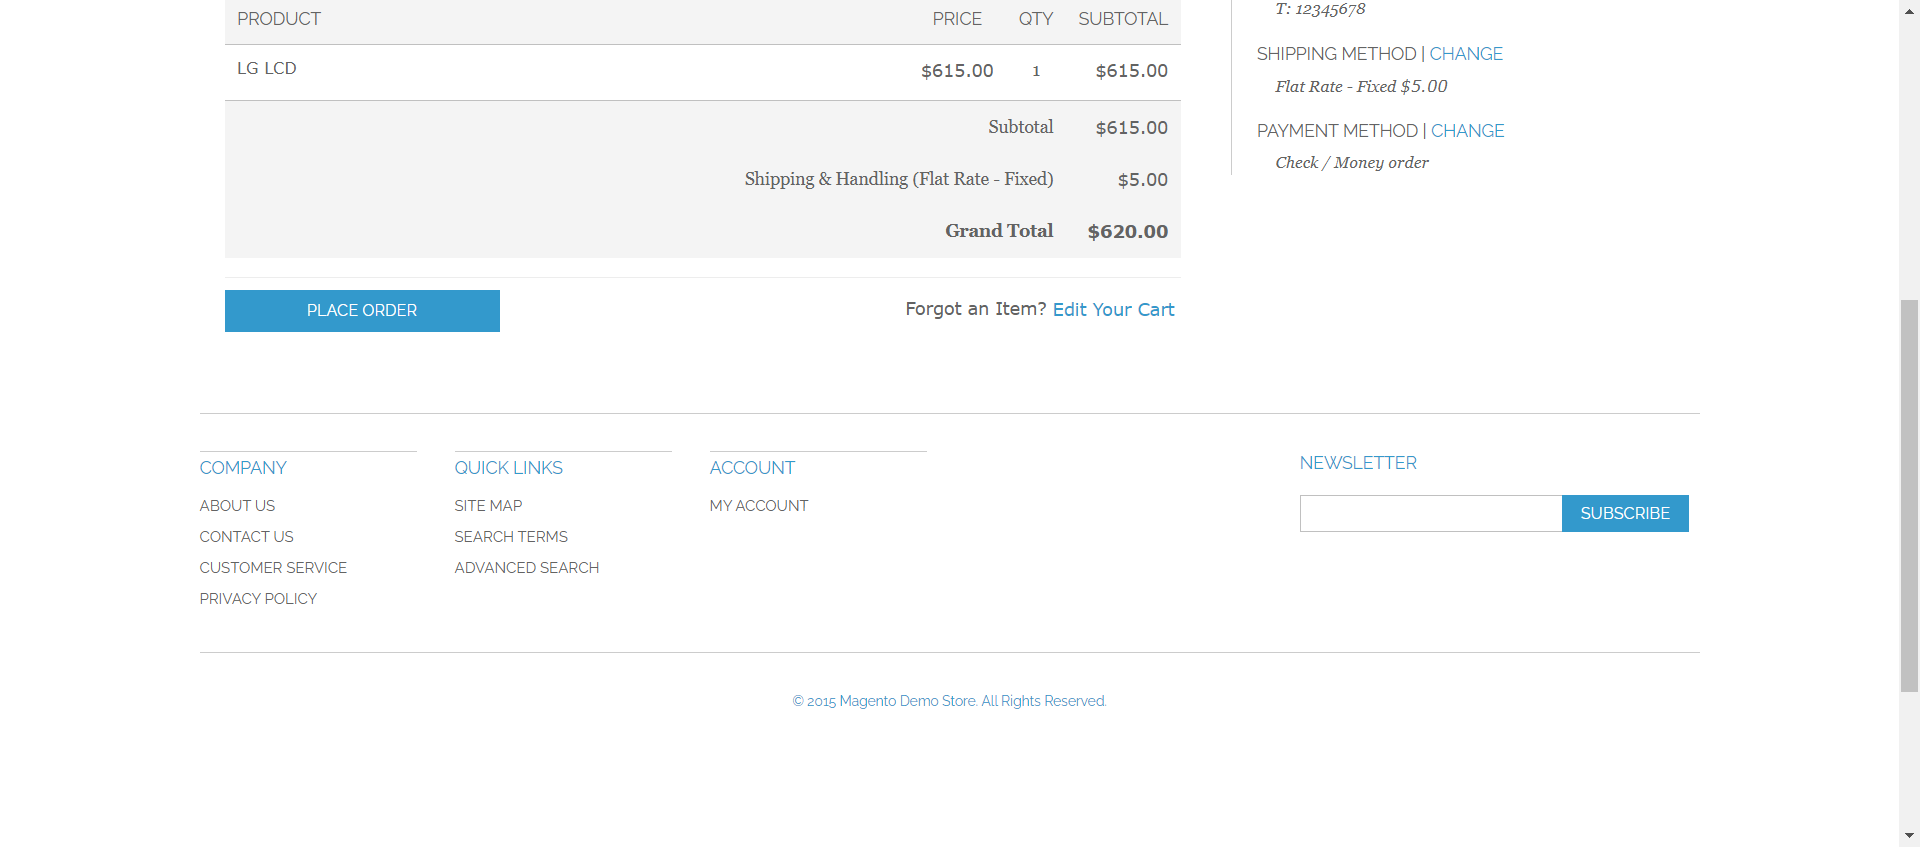 PRODUCT PRICE QTY SUBTOTAL
LG LCD $615.00 1 $615.00
Subtotal $615.00
Shipping & Handling (Flat Rate - Fixed) $5.00
Grand Total $620.00
PLACE ORDER
Forgot an Item? Edit Your Cart
T: 12345678
SHIPPING METHOD | CHANGE
Flat Rate - Fixed $5.00
PAYMENT METHOD | CHANGE
Check / Money order
COMPANY
ABOUT US
CONTACT US
CUSTOMER SERVICE
PRIVACY POLICY
QUICK LINKS
SITE MAP
SEARCH TERMS
ADVANCED SEARCH
ACCOUNT
MY ACCOUNT
NEWSLETTER
SUBSCRIBE
© 2015 Magento Demo Store. All Rights Reserved.